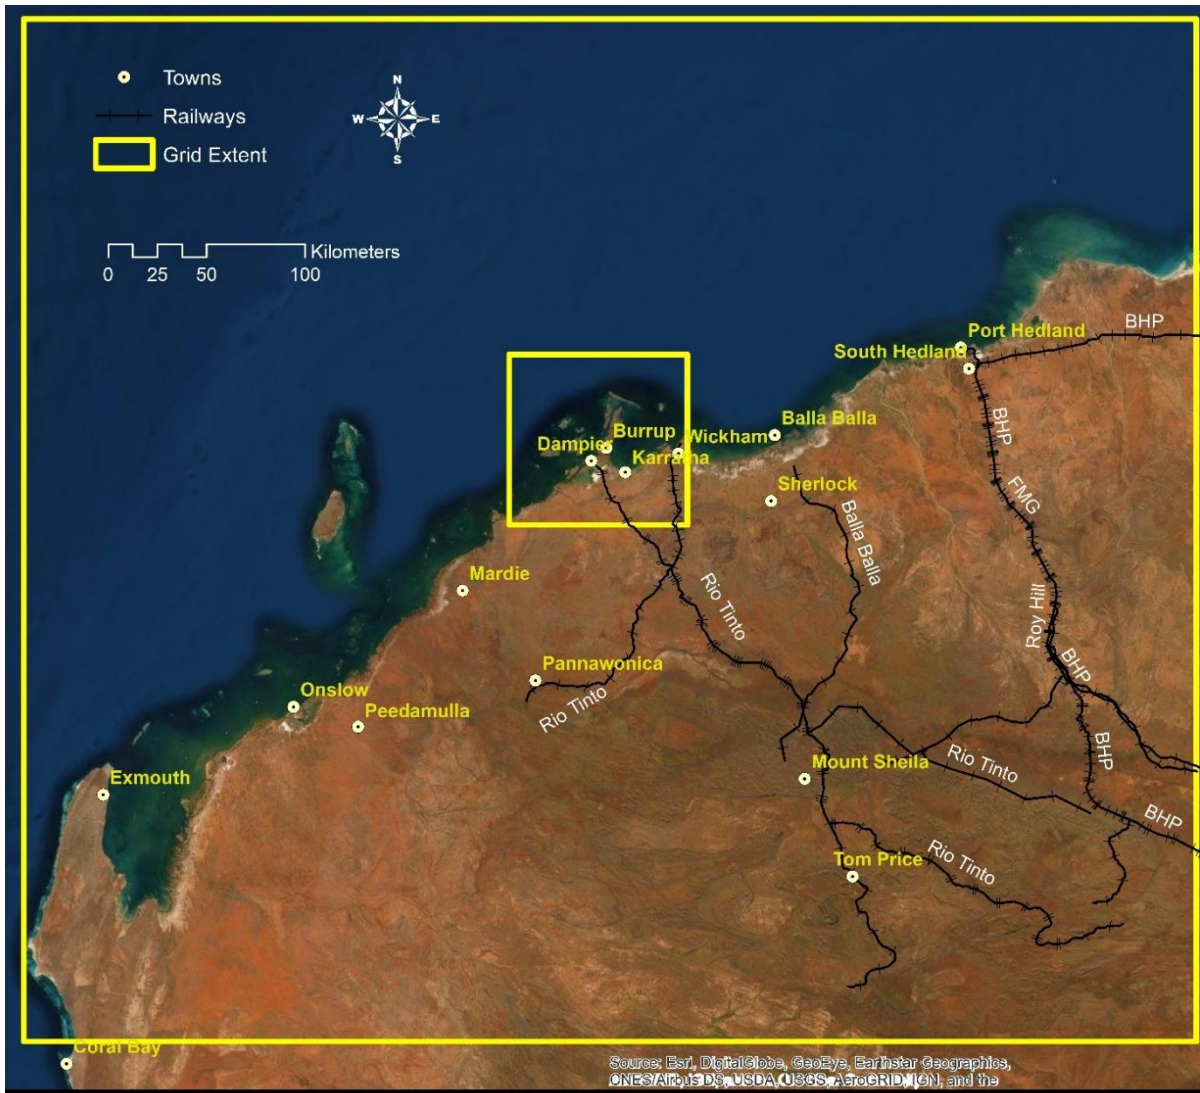 Towns
Railways
Grid Extent
N
W E
S
Kilometers
0 25 50 100
Port Hedland
BHP
South Hedland
Balla Balla
Burrup
Wickham
Dampier
Karratha
BHP
Sherlock
FMG
Balla Balla
Mardie
Rio Tinto
Roy Hill
Pannawonica
BHP
Rio Tinto
Onslow
Peedamulla
BHP
Exmouth
Mount Sheila
Rio Tinto
BHP
Tom Price
Rio Tinto
Coral Bay
Source: Esri, DigitalGlobe, GeoEye, Earthstar Geographics,
CNES/Airbus DS, USDA, USGS, AeroGRID, IGN, and the